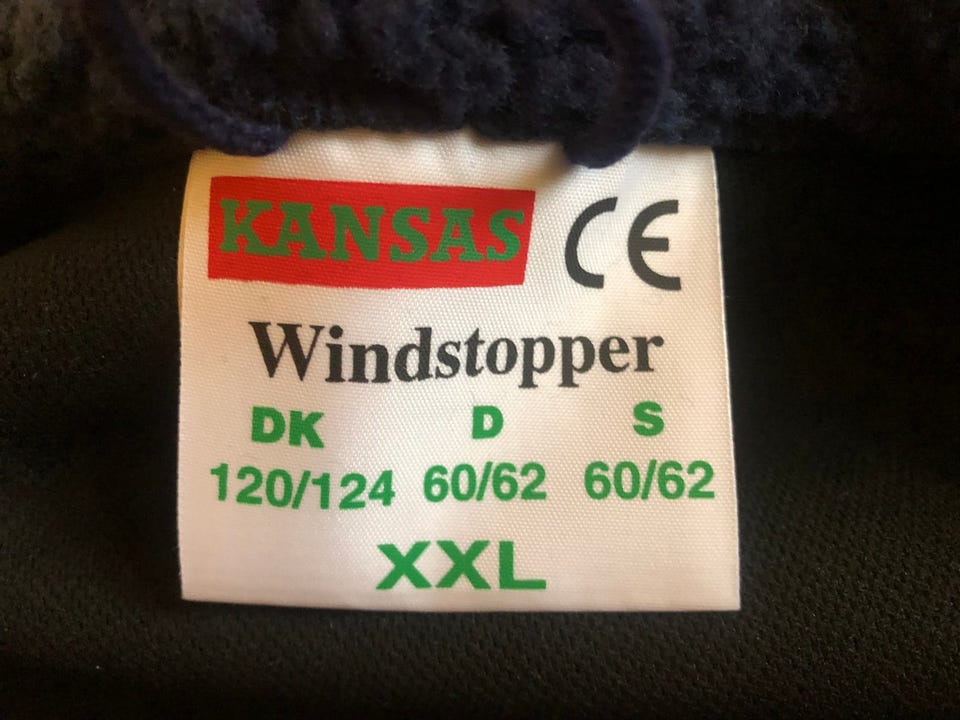 KANSAS CE
Windstopper
DK D S
120/124 60/62 60/62
XXL